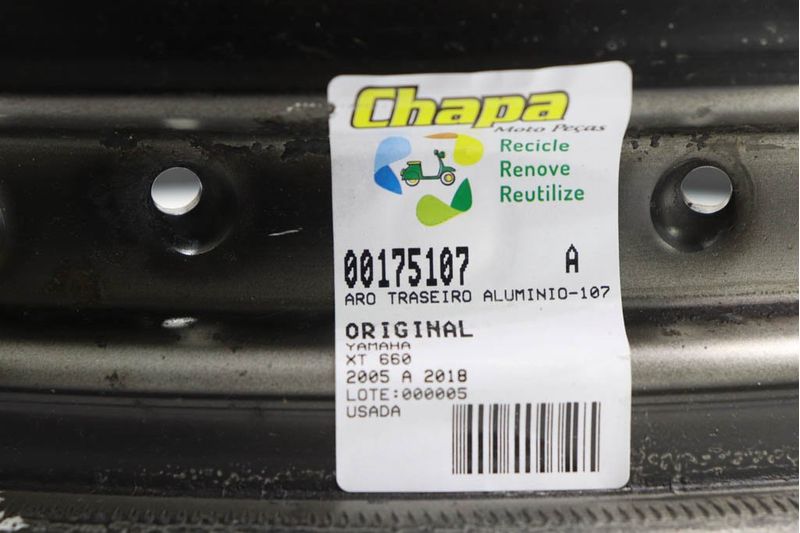 Chapa
Moto Peças
Recicle
Renove
Reutilize
00175107 A
ARO TRASEIRO ALUMINIO-107
ORIGINAL
YAMAHA
XT 660
2005 A 2018
LOTE:000005
USADA